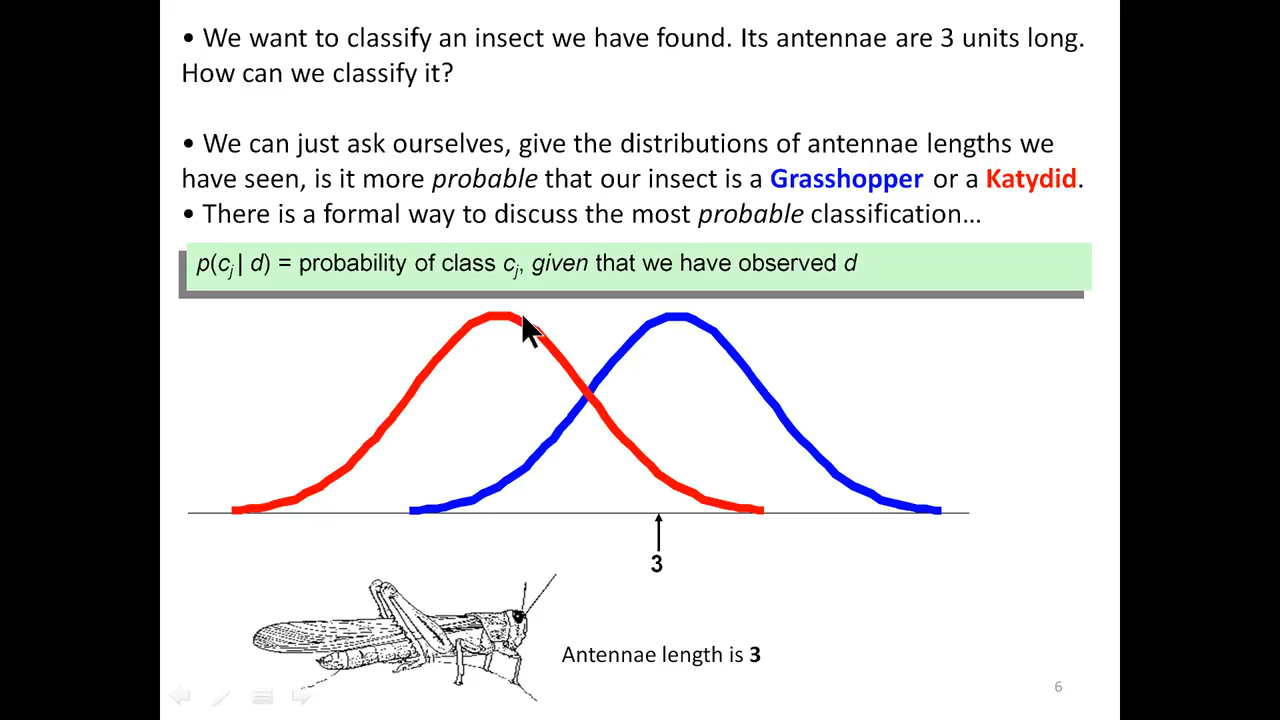 • We want to classify an insect we have found. Its antennae are 3 units long.
How can we classify it?
• We can just ask ourselves, give the distributions of antennae lengths we
have seen, is it more probable that our insect is a Grasshopper or a Katydid.
• There is a formal way to discuss the most probable classification…
p(cj | d) = probability of class cj, given that we have observed d
3
Antennae length is 3
6